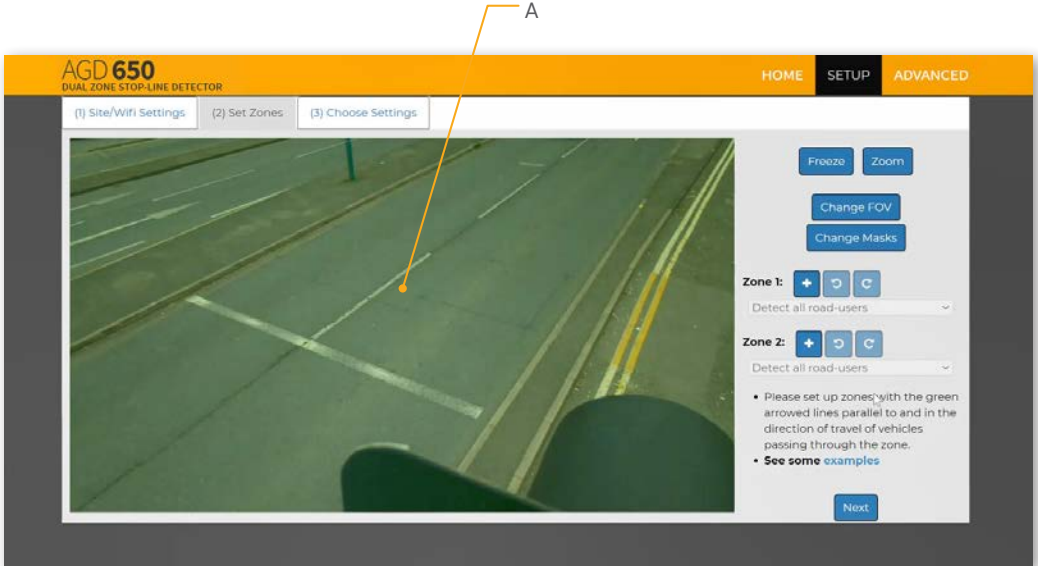 A
AGD 650
DUAL ZONE STOP-LINE DETECTOR
HOME SETUP ADVANCED
(1) Site/Wifi Settings (2) Set Zones (3) Choose Settings
Freeze Zoom
Change FOV
Change Masks
Zone 1:
Detect all road-users
Zone 2:
Detect all road-users
• Please set up zones with the green
arrowed lines parallel to and in the
direction of travel of vehicles
passing through the zone.
• See some examples
Next